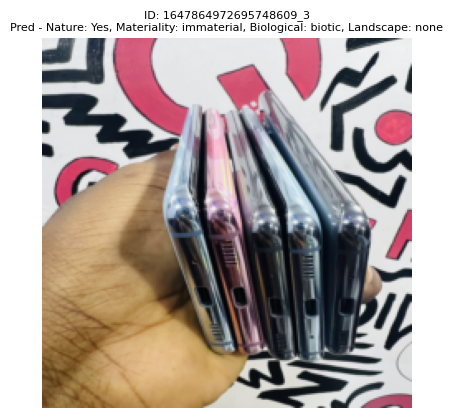 ID: 1647864972695748609_3
Pred - Nature: Yes, Materiality: immaterial, Biological: biotic, Landscape: none